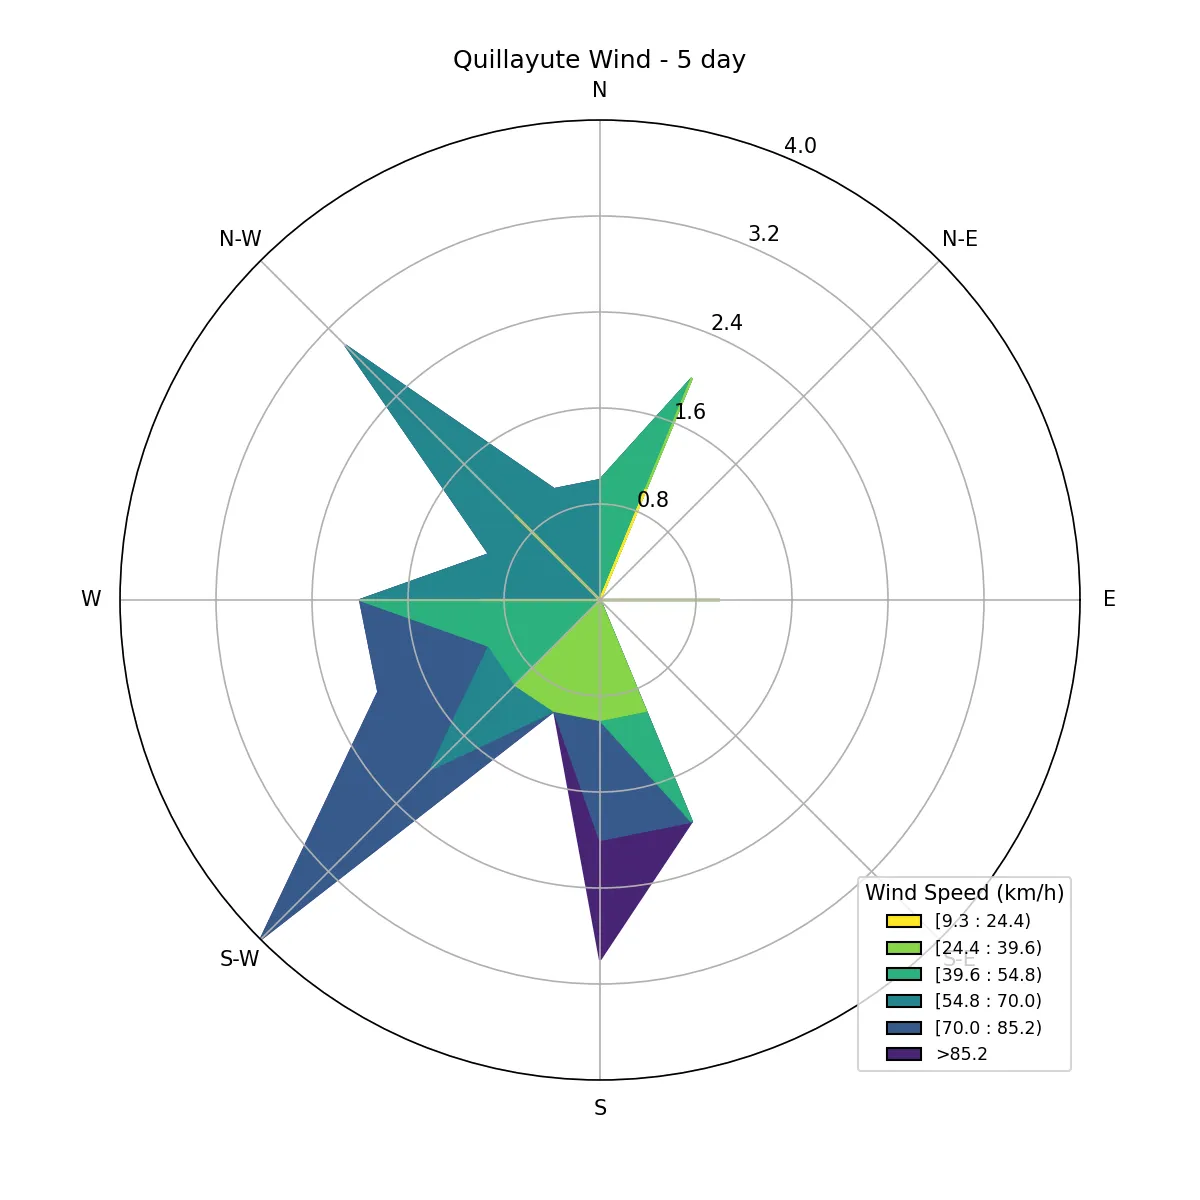 Quillayute Wind - 5 day
N
4.0
3.2
N-W
N-E
2.4
1.6
0.8
W
E
S-W
S-E
Wind Speed (km/h)
[9.3 : 24.4)
[24.4 : 39.6)
[39.6 : 54.8)
[54.8 : 70.0)
[70.0 : 85.2)
>85.2
S